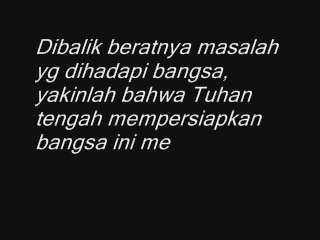 Dibalik beratnya masalah
yg dihadapi bangsa,
yakinlah bahwa Tuhan
tengah mempersiapkan
bangsa ini me